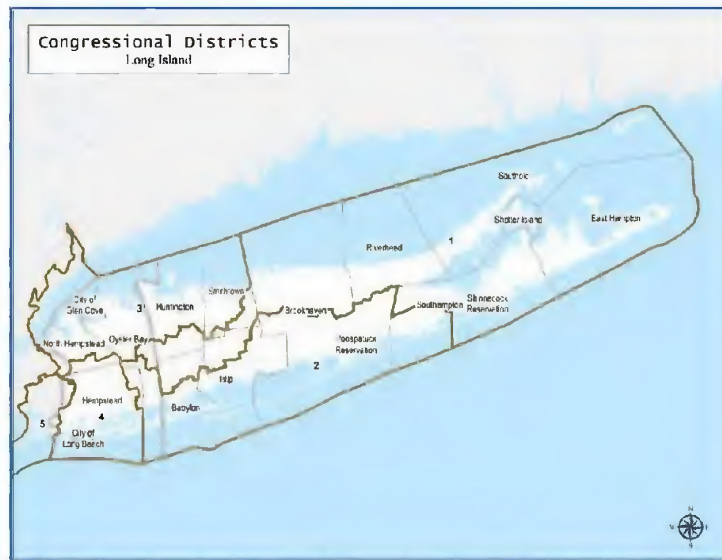 Congressional Districts
Long Island
Southold
Shelter Island
East Hampton
Riverhead
1
Smithtown
City of
Glen Cove
3
Huntington
Brookhaven
Southampton
Shinnecock
Reservation
North Hempstead
Oyster Bay
Poospatuck
Reservation
2
Islip
Hempstead
Babylon
4
5
City of
Long Beach
N
S